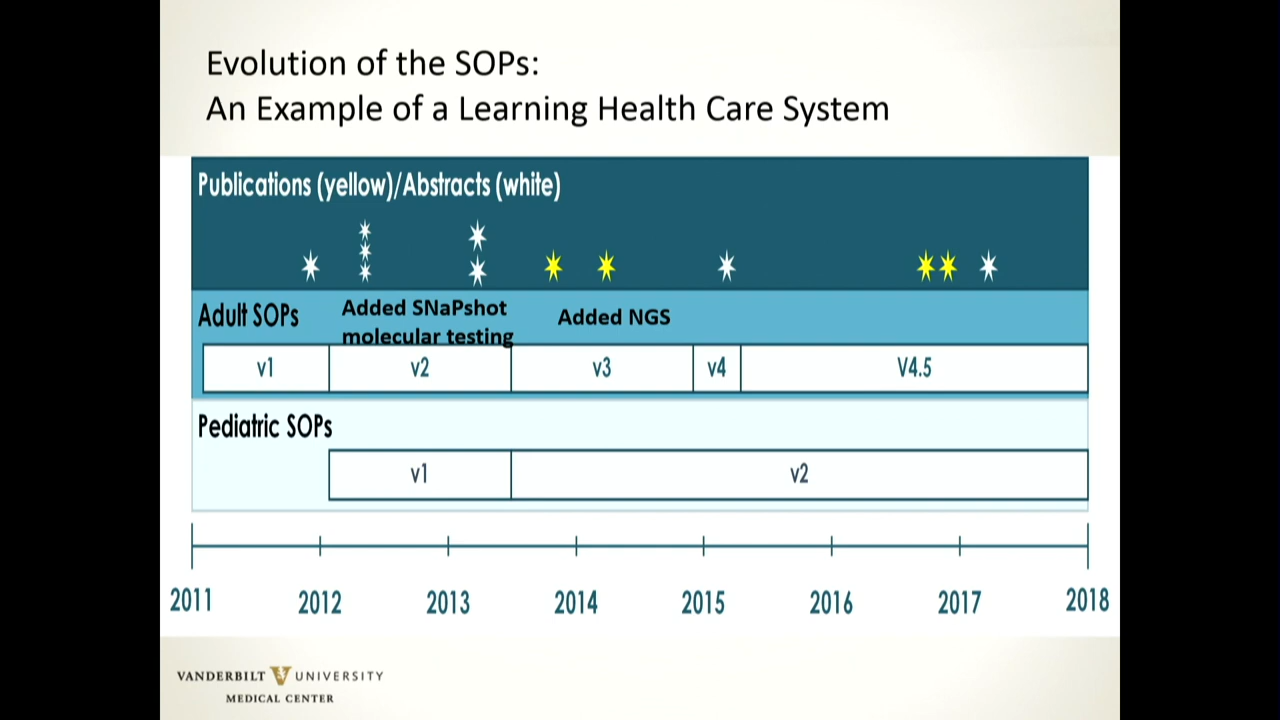 Evolution of the SOPs:
An Example of a Learning Health Care System
Publications (yellow)/Abstracts (white)
Adult SOPs
Added SNaPshot
molecular testing
Added NGS
v1 v2 v3 v4 V4.5
Pediatric SOPs
v1 v2
2011 2012 2013 2014 2015 2016 2017 2018
VANDERBILT V UNIVERSITY
MEDICAL CENTER